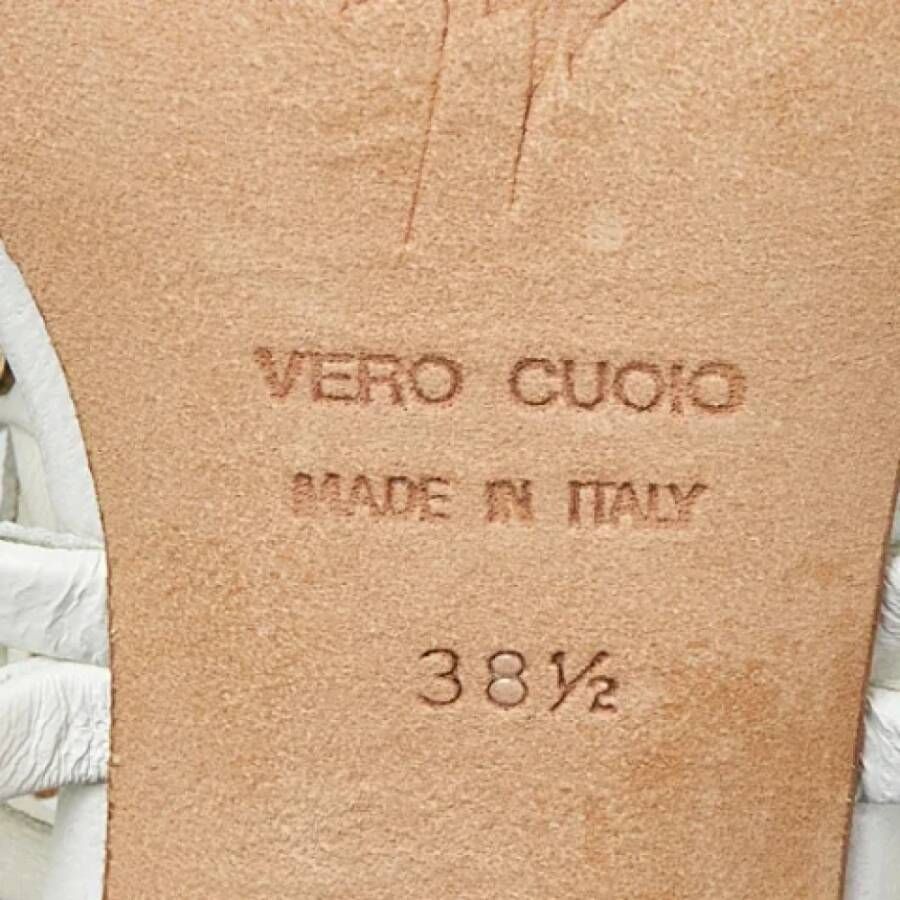 VERO CUOIO
MADE IN ITALY
38½